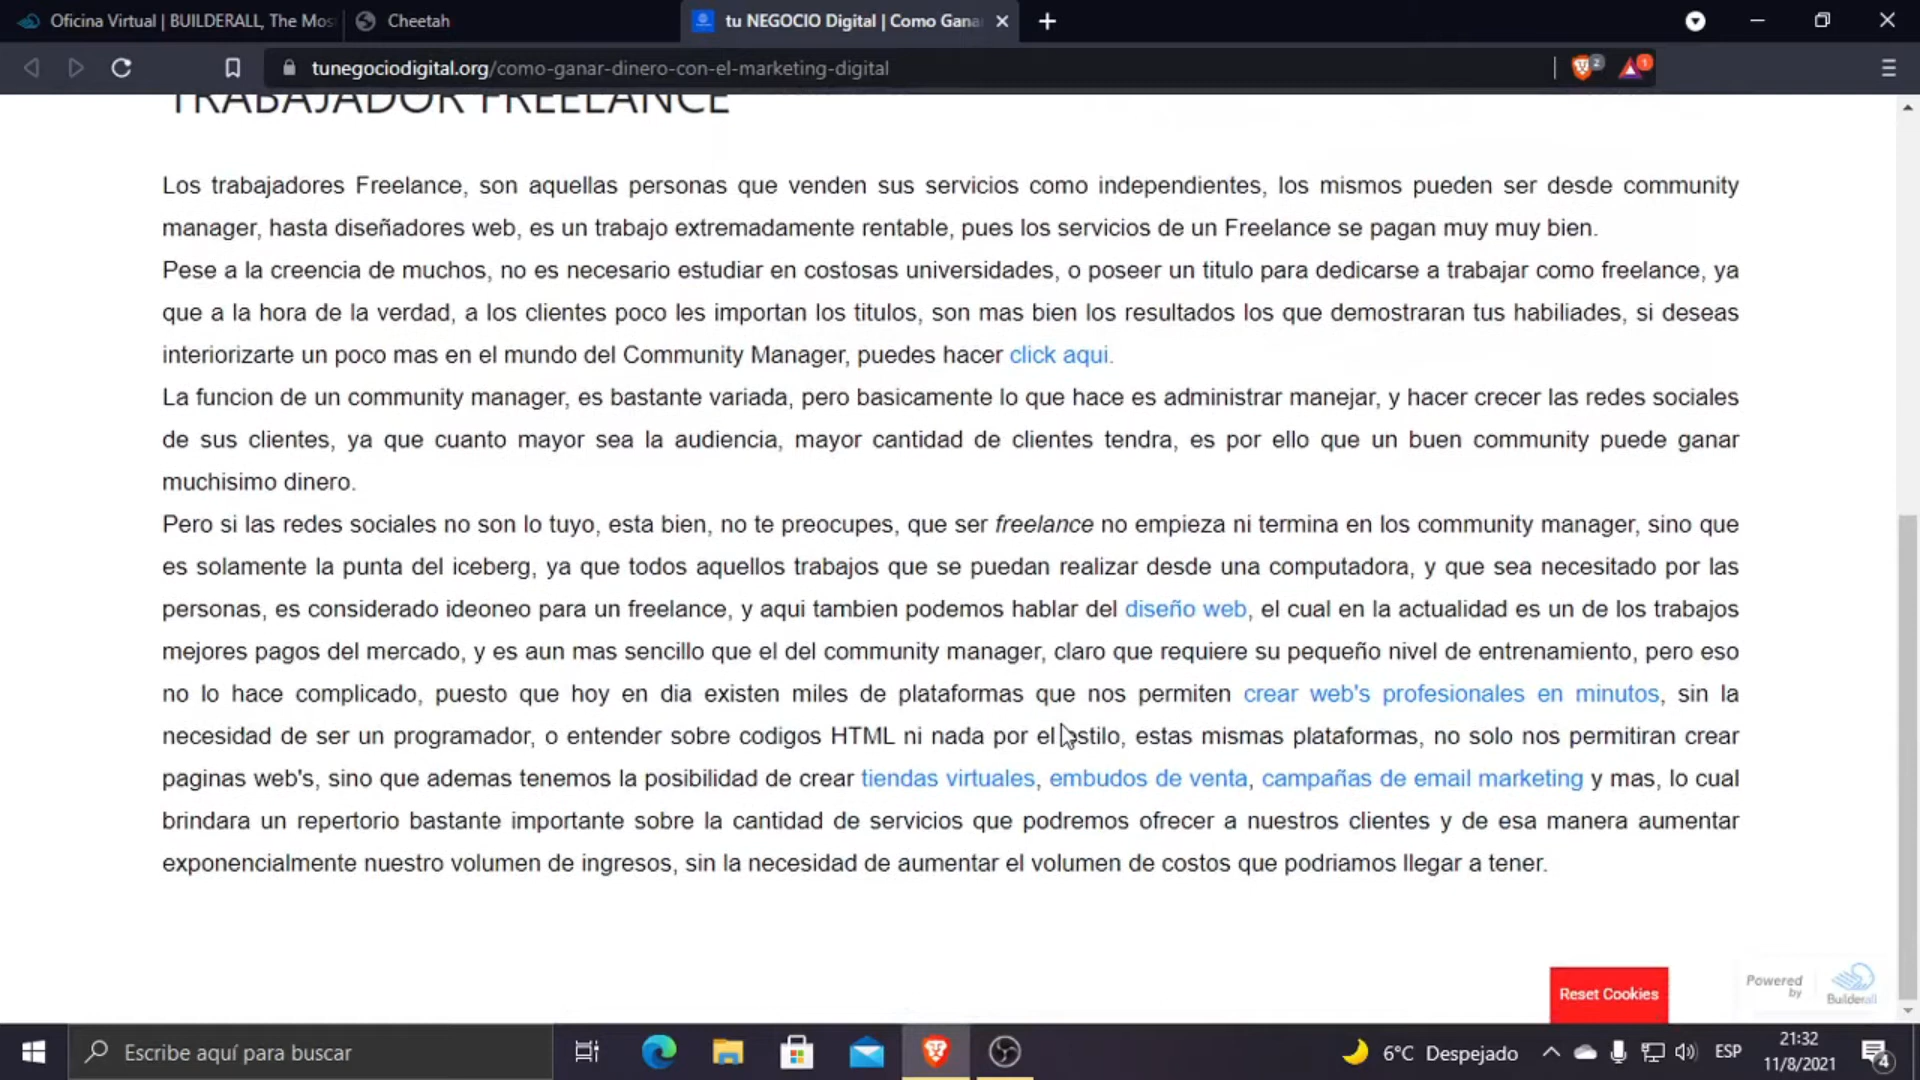 Oficina Virtual | BUILDERALL, The Mos
Cheetah
tu NEGOCIO Digital | Como Gana
tunegociodigital.org/como-ganar-dinero-con-el-marketing-digital
2
1
TRABAJADOR FREELANCE
Los trabajadores Freelance, son aquellas personas que venden sus servicios como independientes, los mismos pueden ser desde community
manager, hasta diseñadores web, es un trabajo extremadamente rentable, pues los servicios de un Freelance se pagan muy muy bien.
Pese a la creencia de muchos, no es necesario estudiar en costosas universidades, o poseer un titulo para dedicarse a trabajar como freelance, ya
que a la hora de la verdad, a los clientes poco les importan los titulos, son mas bien los resultados los que demostraran tus habiliades, si deseas
interiorizarte un poco mas en el mundo del Community Manager, puedes hacer click aqui.
La funcion de un community manager, es bastante variada, pero basicamente lo que hace es administrar manejar, y hacer crecer las redes sociales
de sus clientes, ya que cuanto mayor sea la audiencia, mayor cantidad de clientes tendra, es por ello que un buen community puede ganar
muchisimo dinero.
Pero si las redes sociales no son lo tuyo, esta bien, no te preocupes, que ser freelance no empieza ni termina en los community manager, sino que
es solamente la punta del iceberg, ya que todos aquellos trabajos que se puedan realizar desde una computadora, y que sea necesitado por las
personas, es considerado ideoneo para un freelance, y aqui tambien podemos hablar del diseño web, el cual en la actualidad es un de los trabajos
mejores pagos del mercado, y es aun mas sencillo que el del community manager, claro que requiere su pequeño nivel de entrenamiento, pero eso
no lo hace complicado, puesto que hoy en dia existen miles de plataformas que nos permiten crear web's profesionales en minutos, sin la
necesidad de ser un programador, o entender sobre codigos HTML ni nada por el estilo, estas mismas plataformas, no solo nos permitiran crear
paginas web's, sino que ademas tenemos la posibilidad de crear tiendas virtuales, embudos de venta, campañas de email marketing y mas, lo cual
brindara un repertorio bastante importante sobre la cantidad de servicios que podremos ofrecer a nuestros clientes y de esa manera aumentar
exponencialmente nuestro volumen de ingresos, sin la necesidad de aumentar el volumen de costos que podriamos llegar a tener.
Reset Cookies
Powered
by
Builderall
Escribe aquí para buscar
6°C Despejado
ESP
21:32
11/8/2021
4